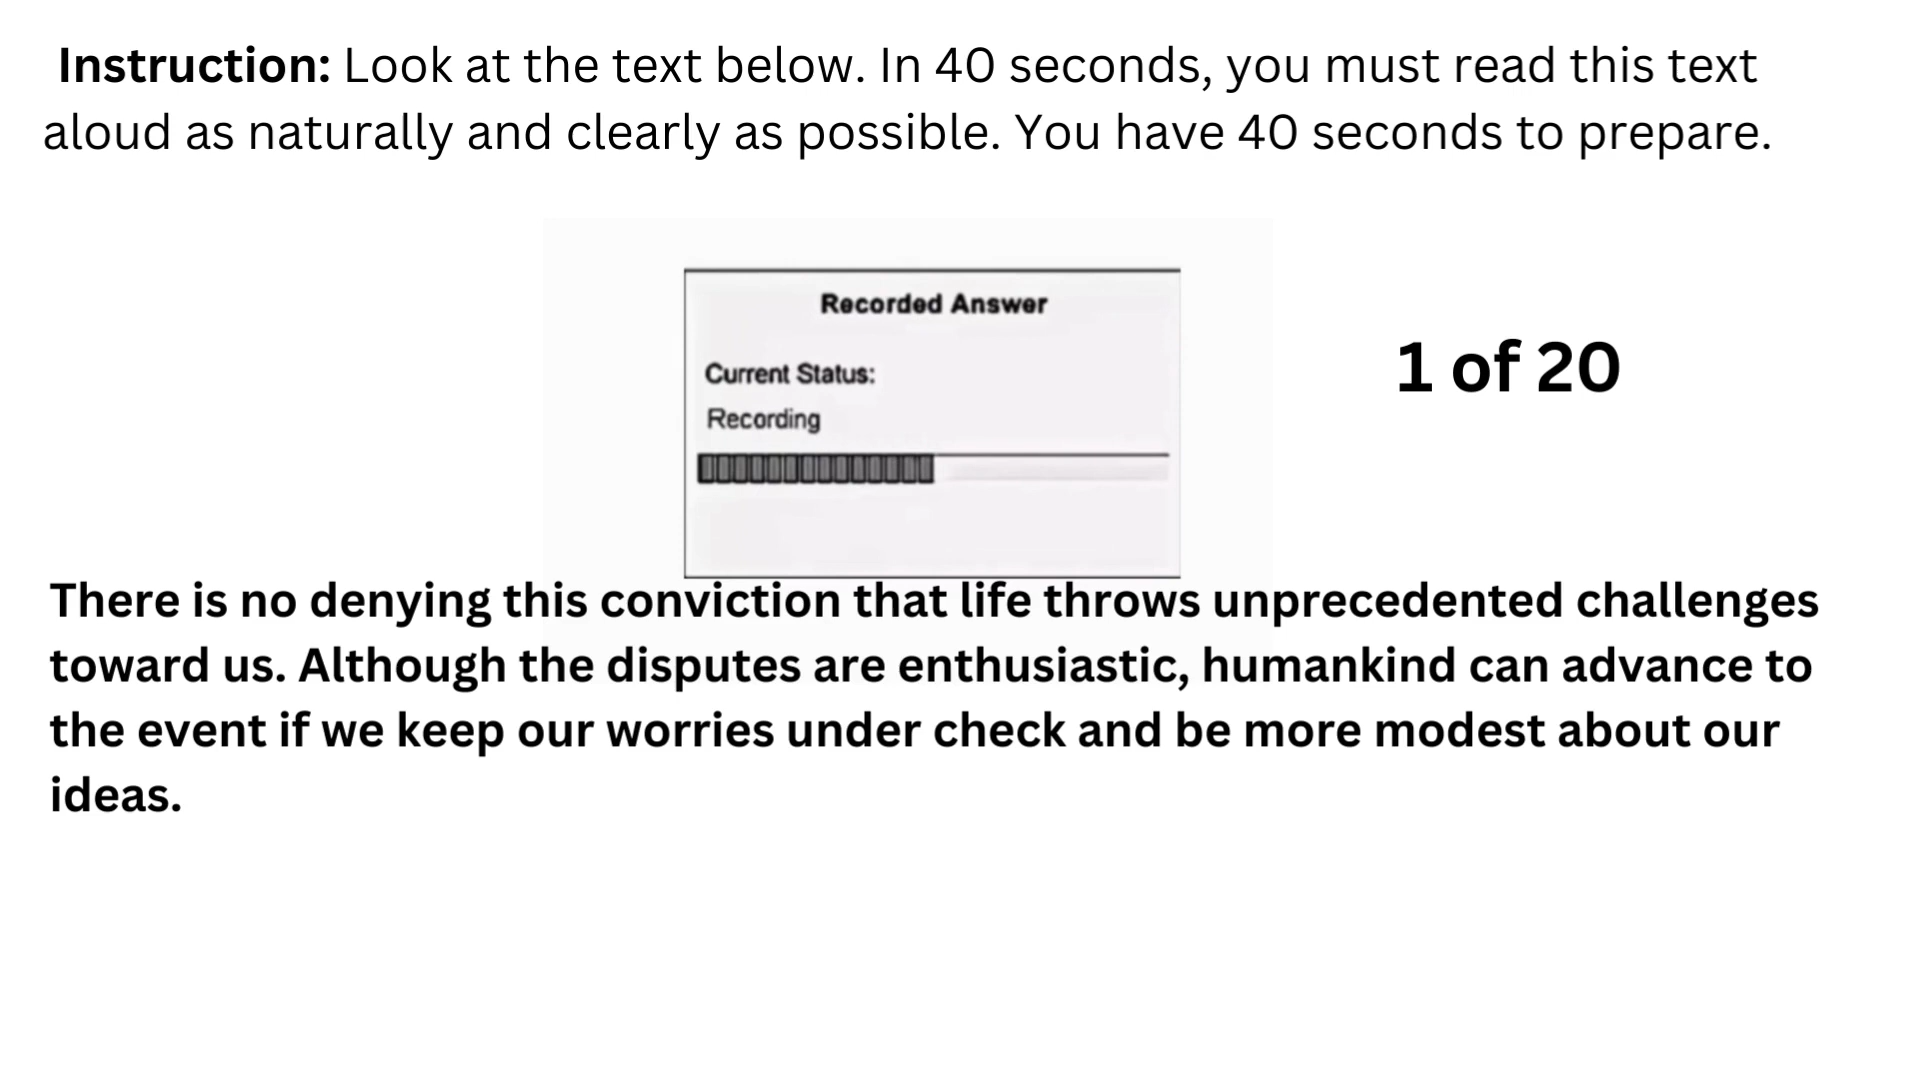 Instruction: Look at the text below. In 40 seconds, you must read this text
aloud as naturally and clearly as possible. You have 40 seconds to prepare.
Recorded Answer
Current Status:
Recording
1 of 20
There is no denying this conviction that life throws unprecedented challenges
toward us. Although the disputes are enthusiastic, humankind can advance to
the event if we keep our worries under check and be more modest about our
ideas.